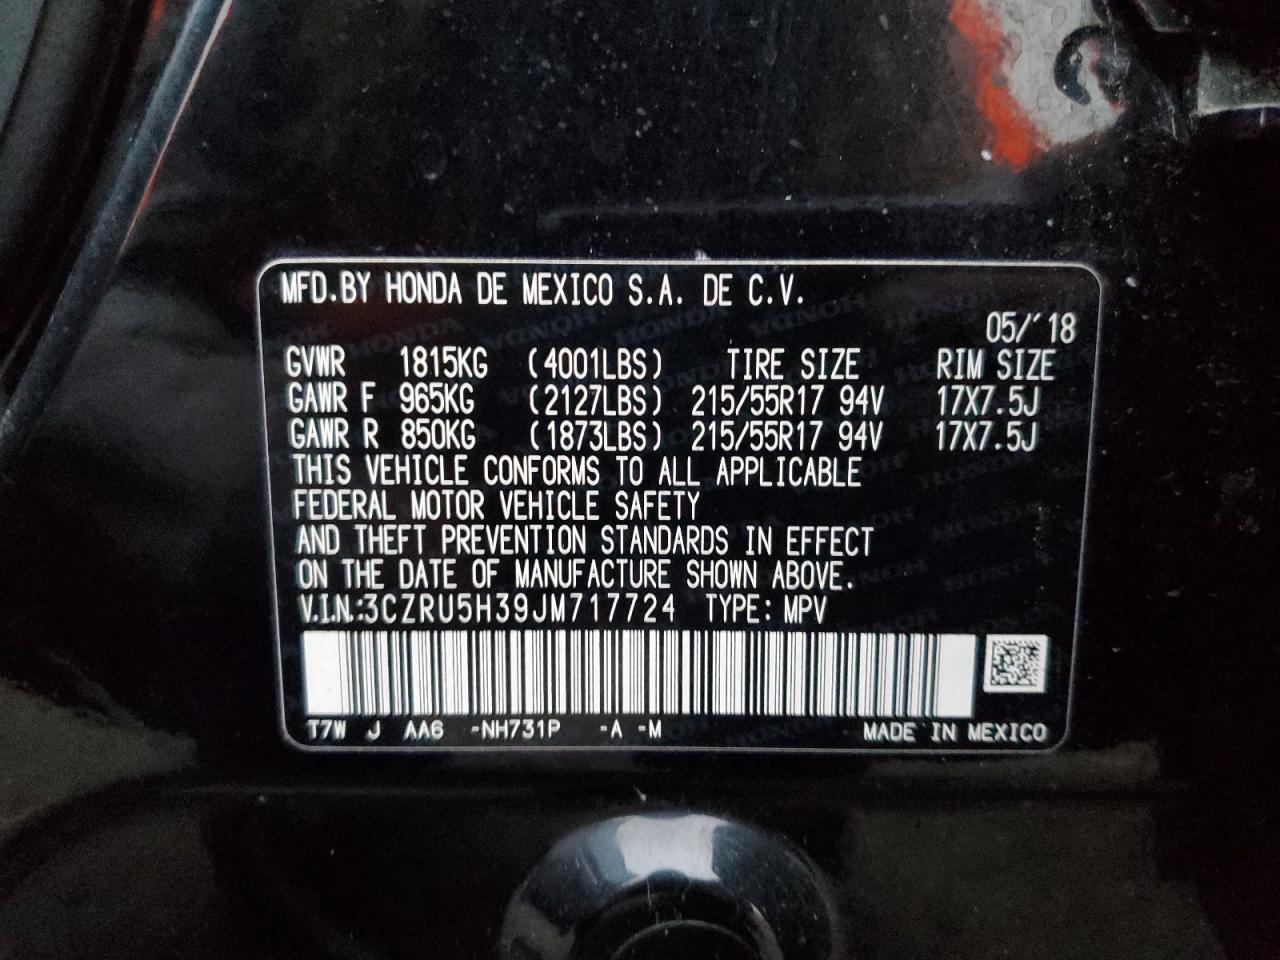 MFD.BY HONDA DE MEXICO S.A. DE C.V.
05/'18
GVWR 1815KG (4001LBS) TIRE SIZE RIM SIZE
GAWR F 965KG (2127LBS) 215/55R17 94V 17X7.5J
GAWR R 850KG (1873LBS) 215/55R17 94V 17X7.5J
THIS VEHICLE CONFORMS TO ALL APPLICABLE
FEDERAL MOTOR VEHICLE SAFETY
AND THEFT PREVENTION STANDARDS IN EFFECT
ON THE DATE OF MANUFACTURE SHOWN ABOVE.
V.I.N.:3CZRU5H39JM717724 TYPE: MPV
T7W J AA6 -NH731P -A -M MADE IN MEXICO